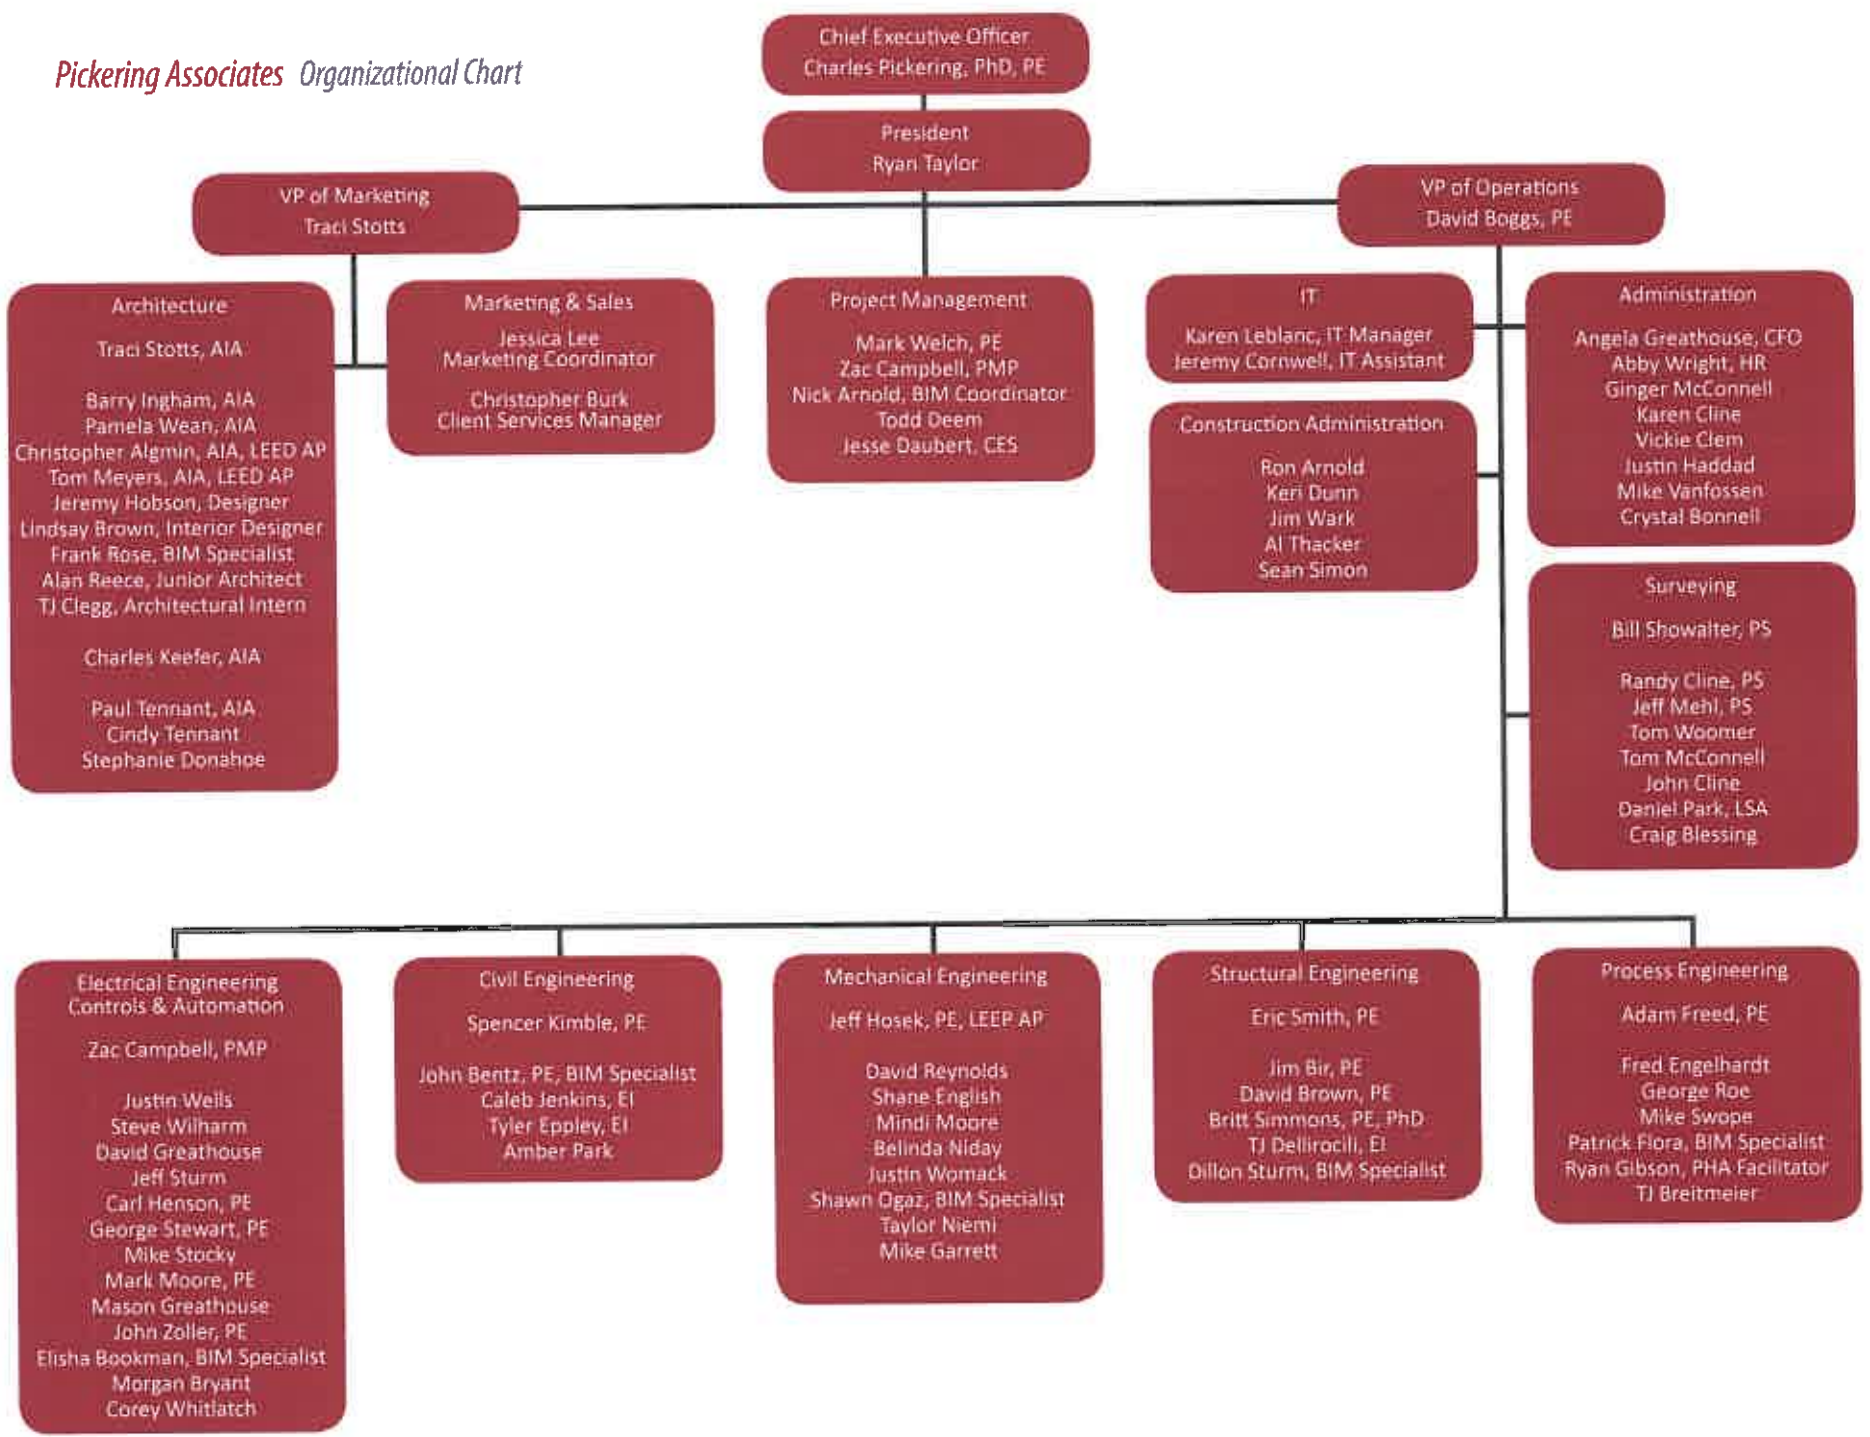 Pickering Associates Organizational Chart
Chief Executive Officer
Charles Pickering, PhD, PE
President
Ryan Taylor
VP of Marketing
Traci Stotts
VP of Operations
David Boggs, PE
Architecture
Traci Stotts, AIA
Barry Ingham, AIA
Pamela Wean, AIA
Christopher Algmin, AIA, LEED AP
Tom Meyers, AIA, LEED AP
Jeremy Hobson, Designer
Lindsay Brown, Interior Designer
Frank Rose, BIM Specialist
Alan Reece, Junior Architect
TJ Clegg, Architectural Intern
Charles Keefer, AIA
Paul Tennant, AIA
Cindy Tennant
Stephanie Donahoe
Marketing & Sales
Jessica Lee
Marketing Coordinator
Christopher Burk
Client Services Manager
Project Management
Mark Welch, PE
Zac Campbell, PMP
Nick Arnold, BIM Coordinator
Todd Deem
Jesse Daubert, CES
IT
Karen Leblanc, IT Manager
Jeremy Cornwell, IT Assistant
Construction Administration
Ron Arnold
Keri Dunn
Jim Wark
Al Thacker
Sean Simon
Administration
Angela Greathouse, CFO
Abby Wright, HR
Ginger McConnell
Karen Cline
Vickie Clem
Justin Haddad
Mike Vanfossen
Crystal Bonnell
Surveying
Bill Showalter, PS
Randy Cline, PS
Jeff Mehl, PS
Tom Woomer
Tom McConnell
John Cline
Daniel Park, LSA
Craig Blessing
Electrical Engineering
Controls & Automation
Zac Campbell, PMP
Justin Wells
Steve Wilharm
David Greathouse
Jeff Sturm
Carl Henson, PE
George Stewart, PE
Mike Stocky
Mark Moore, PE
Mason Greathouse
John Zoller, PE
Elisha Bookman, BIM Specialist
Morgan Bryant
Corey Whitlatch
Civil Engineering
Spencer Kimble, PE
John Bentz, PE, BIM Specialist
Caleb Jenkins, EI
Tyler Eppley, EI
Amber Park
Mechanical Engineering
Jeff Hosek, PE, LEEP AP
David Reynolds
Shane English
Mindi Moore
Belinda Niday
Justin Womack
Shawn Ogaz, BIM Specialist
Taylor Niemi
Mike Garrett
Structural Engineering
Eric Smith, PE
Jim Bir, PE
David Brown, PE
Britt Simmons, PE, PhD
TJ Dellirocili, EI
Dillon Sturm, BIM Specialist
Process Engineering
Adam Freed, PE
Fred Engelhardt
George Roe
Mike Swope
Patrick Flora, BIM Specialist
Ryan Gibson, PHA Facilitator
TJ Breitmeier